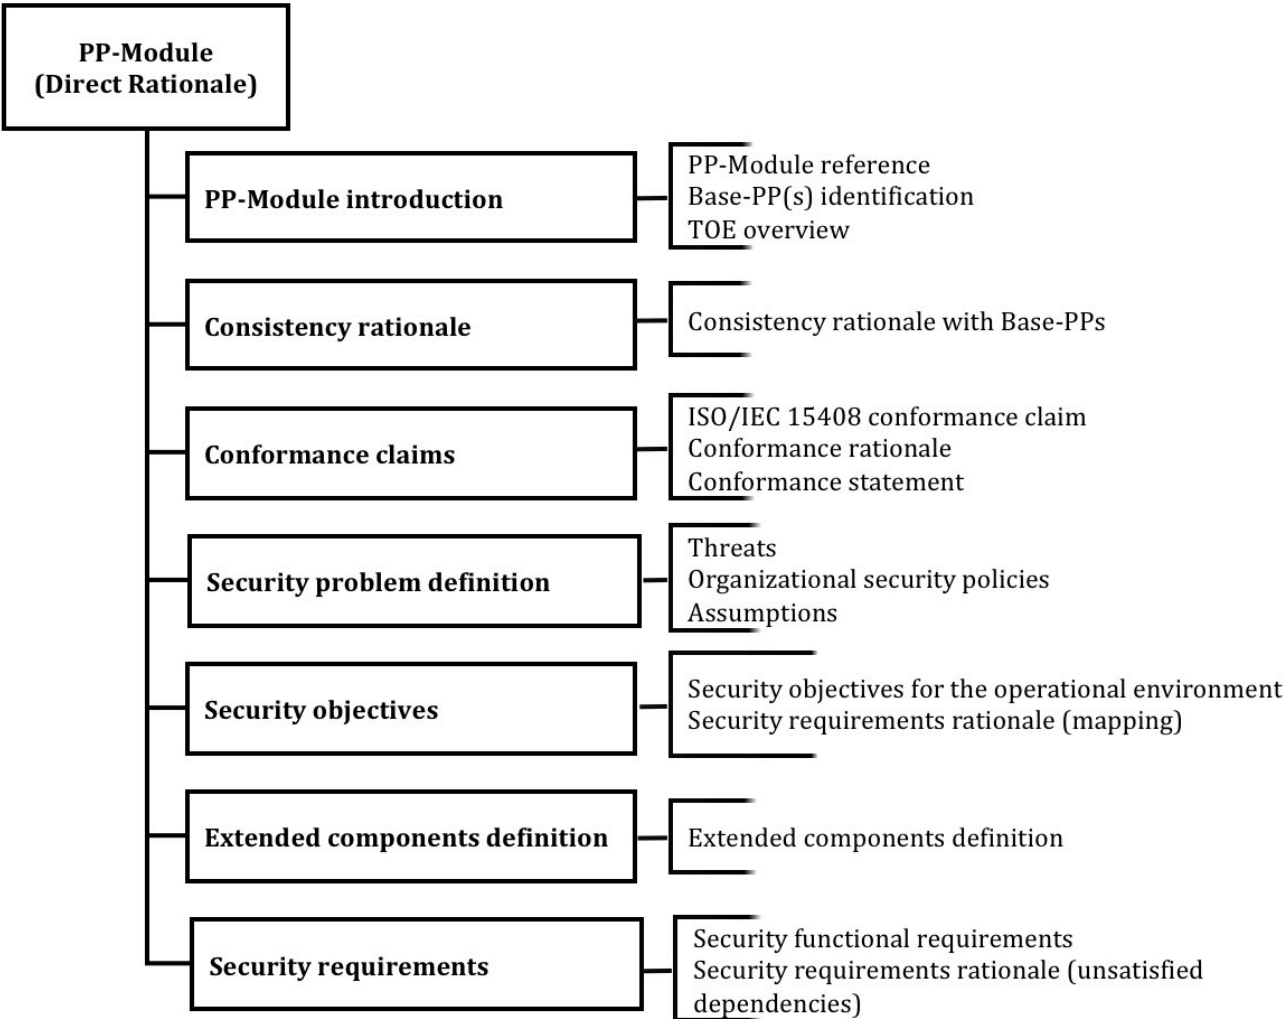 PP-Module
(Direct Rationale)
PP-Module introduction
PP-Module reference
Base-PP(s) identification
TOE overview
Consistency rationale
Consistency rationale with Base-PPs
Conformance claims
ISO/IEC 15408 conformance claim
Conformance rationale
Conformance statement
Security problem definition
Threats
Organizational security policies
Assumptions
Security objectives
Security objectives for the operational environment
Security requirements rationale (mapping)
Extended components definition
Extended components definition
Security requirements
Security functional requirements
Security requirements rationale (unsatisfied
dependencies)